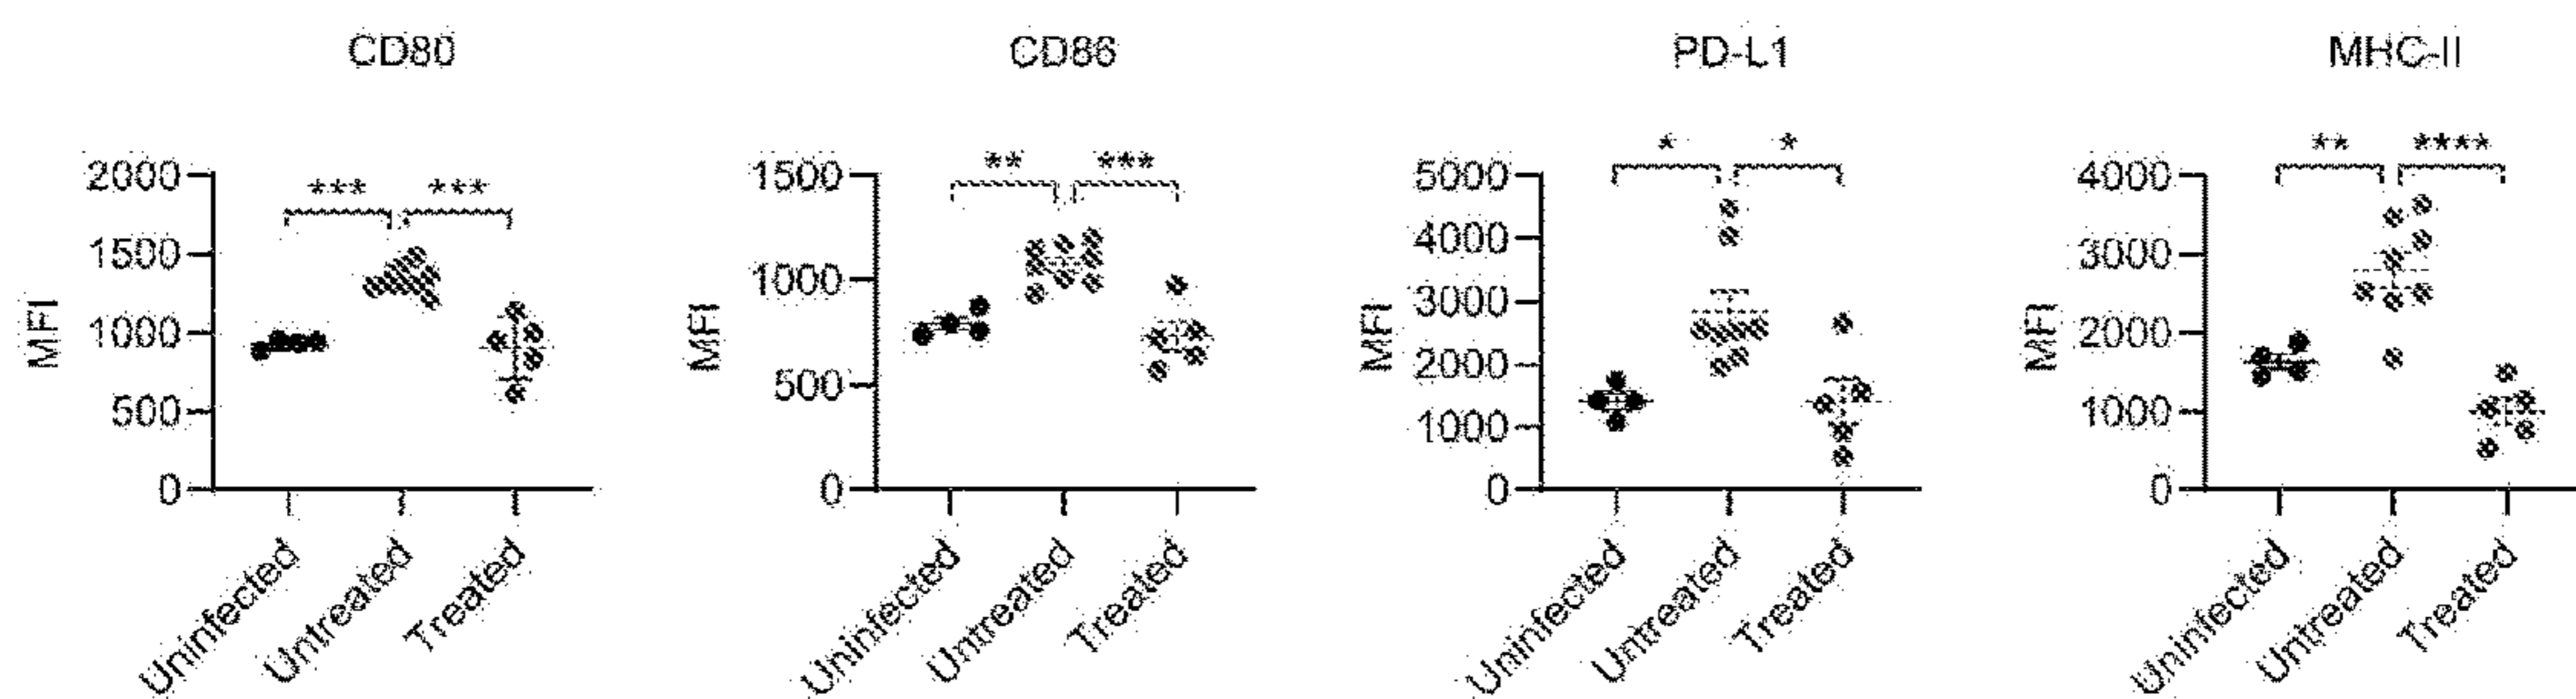 CD80
MFI
2000
1500
1000
500
0
*** ***
Uninfected
Untreated
Treated
CD86
MFI
1500
1000
500
0
** ***
Uninfected
Untreated
Treated
PD-L1
MFI
5000
4000
3000
2000
1000
0
* *
Uninfected
Untreated
Treated
MHC-II
MFI
4000
3000
2000
1000
0
** ****
Uninfected
Untreated
Treated